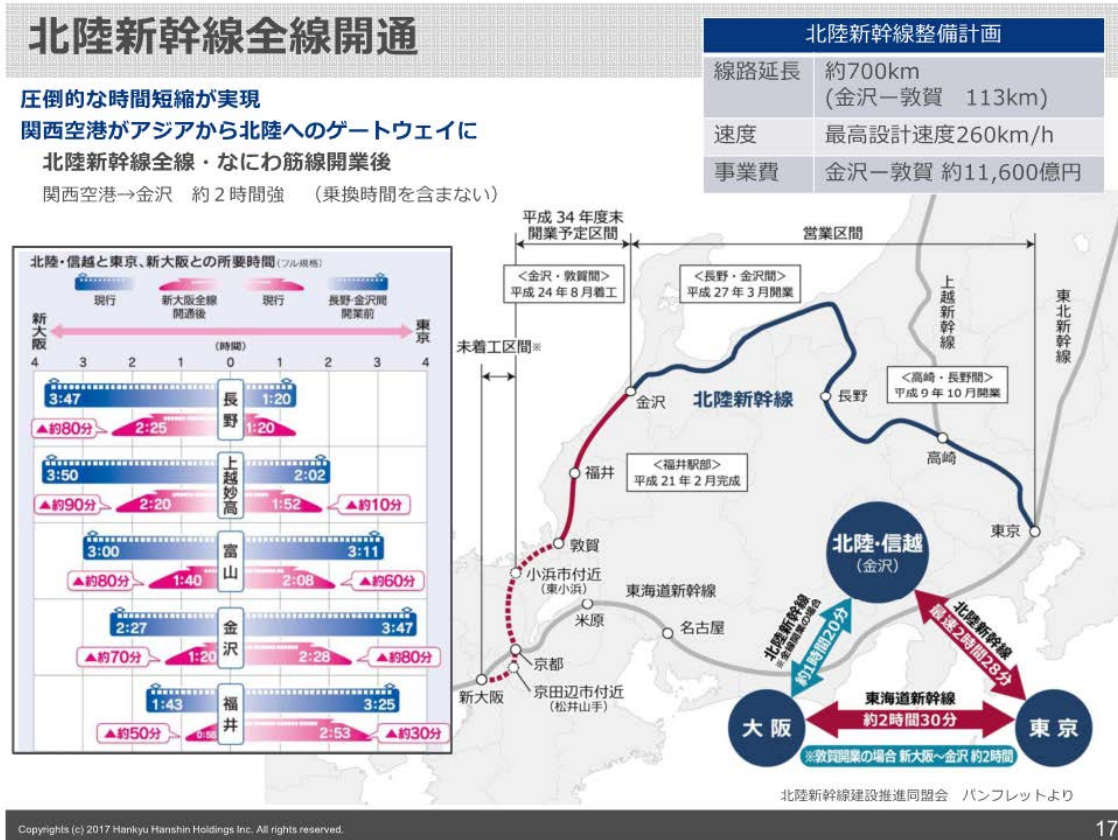 北陸新幹線全線開通
圧倒的な時間短縮が実現
関西空港がアジアから北陸へのゲートウェイに
北陸新幹線全線・なにわ筋線開業後
関西空港→金沢 約2時間強 (乗換時間を含まない)
北陸新幹線整備計画
線路延長 約700km
(金沢ー敦賀 113km)
速度 最高設計速度260km/h
事業費 金沢ー敦賀 約11,600億円
北陸・信越と東京、新大阪との所要時間(フル規格)
現行
新大阪全線
開通後
現行
長野・金沢間
開業前
新大阪
東京
(時間)
4 3 2 1 0 1 2 3 4
3:47 長野 1:20
▲約80分 2:25 1:20
3:50 上越妙高 2:02
▲約90分 2:20 1:52 ▲約10分
3:00 富山 3:11
▲約80分 1:40 2:08 ▲約60分
2:27 金沢 3:47
▲約70分 1:20 2:28 ▲約80分
1:43 福井 3:25
▲約50分 0:55 2:53 ▲約30分
平成34年度末
開業予定区間
営業区間
<金沢・敦賀間>
平成24年8月着工
<長野・金沢間>
平成27年3月開業
未着工区間※
上越新幹線
東北新幹線
<高崎・長野間>
平成9年10月開業
金沢
北陸新幹線
長野
高崎
福井
<福井駅部>
平成21年2月完成
敦賀
東京
小浜市付近
(東小浜)
東海道新幹線
米原
名古屋
京都
新大阪
京田辺市付近
(松井山手)
北陸・信越
(金沢)
北陸新幹線
※全線開業の場合
約1時間20分
北陸新幹線
最速2時間28分
東海道新幹線
約2時間30分
大阪
東京
※敦賀開業の場合 新大阪～金沢 約2時間
北陸新幹線建設推進同盟会 パンフレットより
Copyrights (c) 2017 Hankyu Hanshin Holdings Inc. All rights reserved.
17